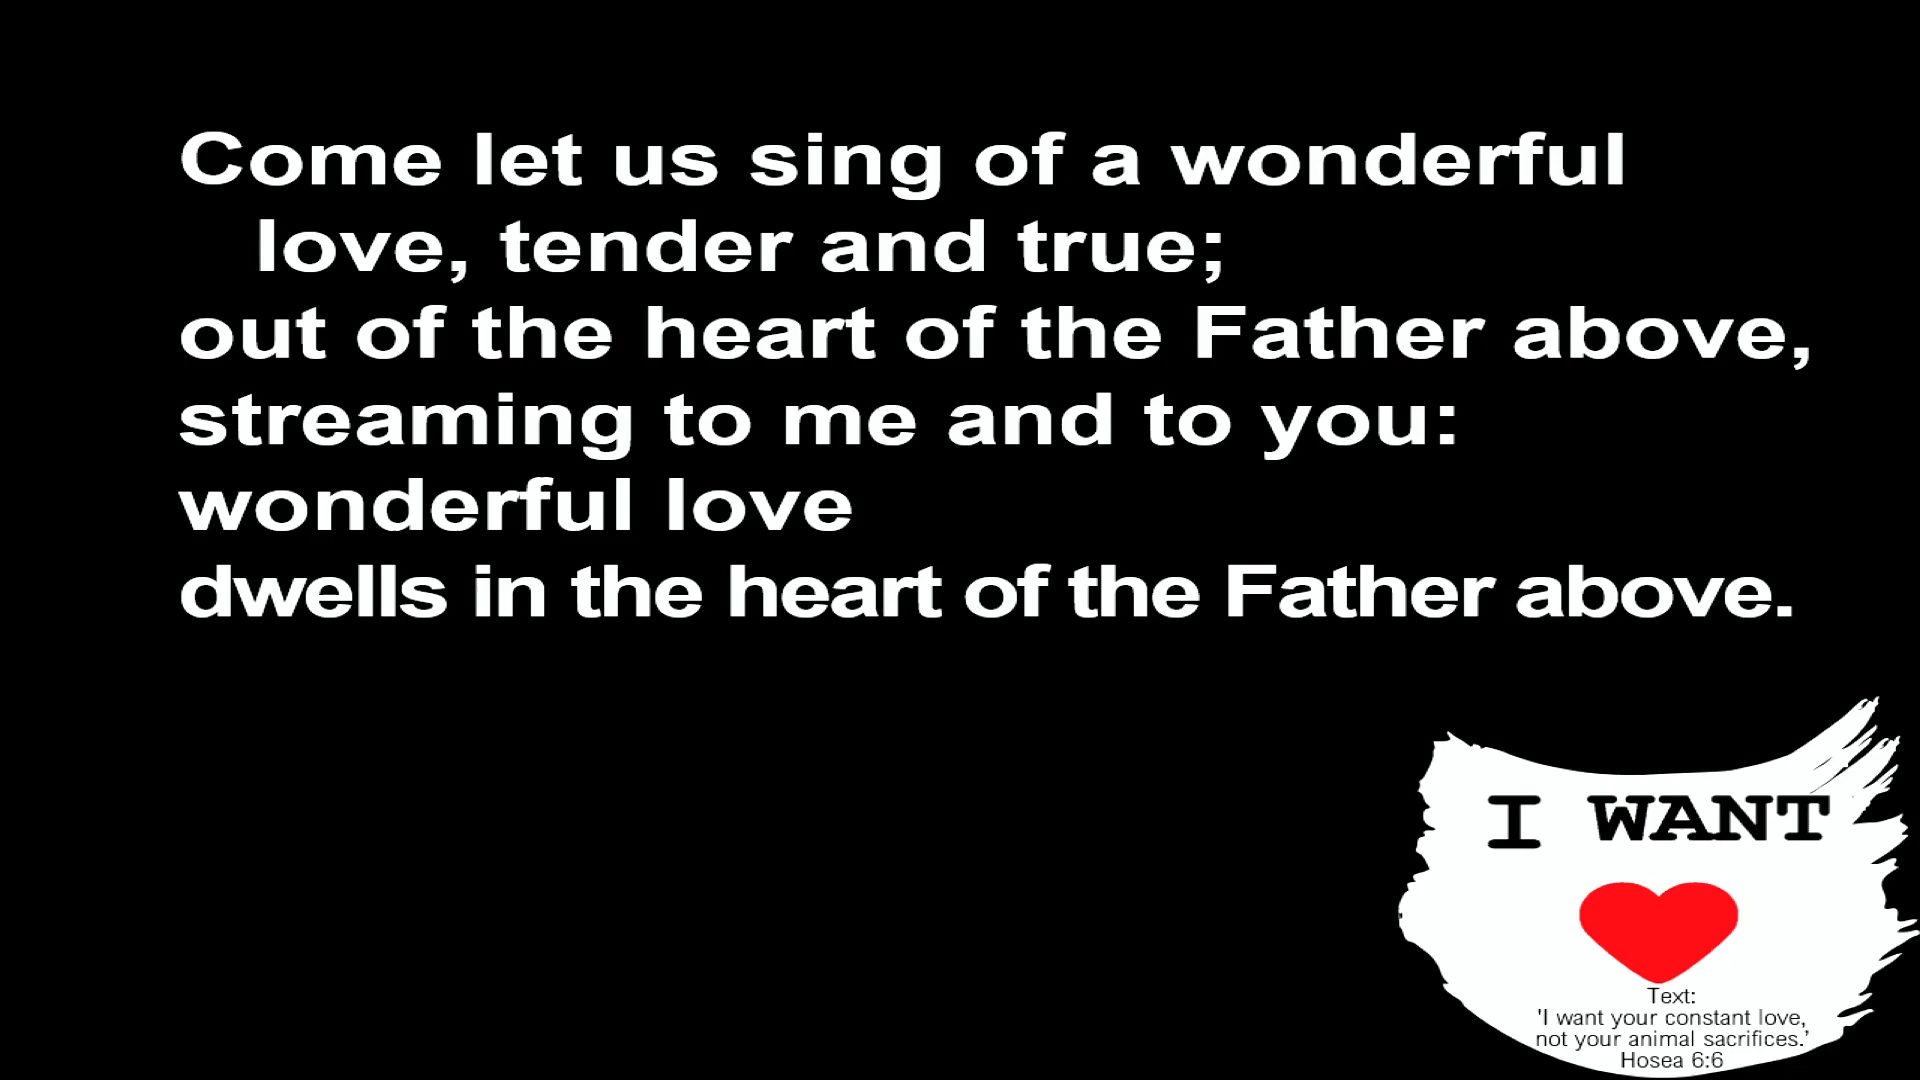 Come let us sing of a wonderful
love, tender and true;
out of the heart of the Father above,
streaming to me and to you:
wonderful love
dwells in the heart of the Father above.
I WANT
Text:
'I want your constant love,
not your animal sacrifices.’
Hosea 6:6